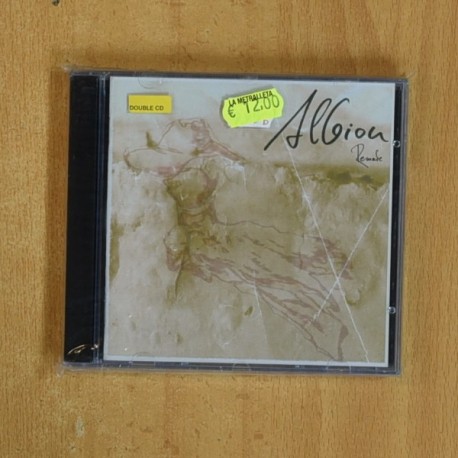 DOUBLE CD
LA METRALLETA
€ 12.00
D
Albion
Remake